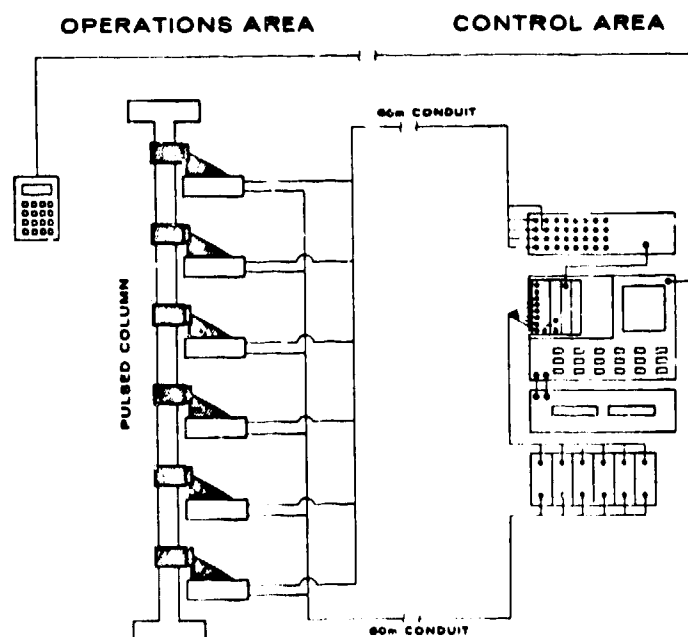 OPERATIONS AREA
CONTROL AREA
60m CONDUIT
PULSED COLUMN
60m CONDUIT